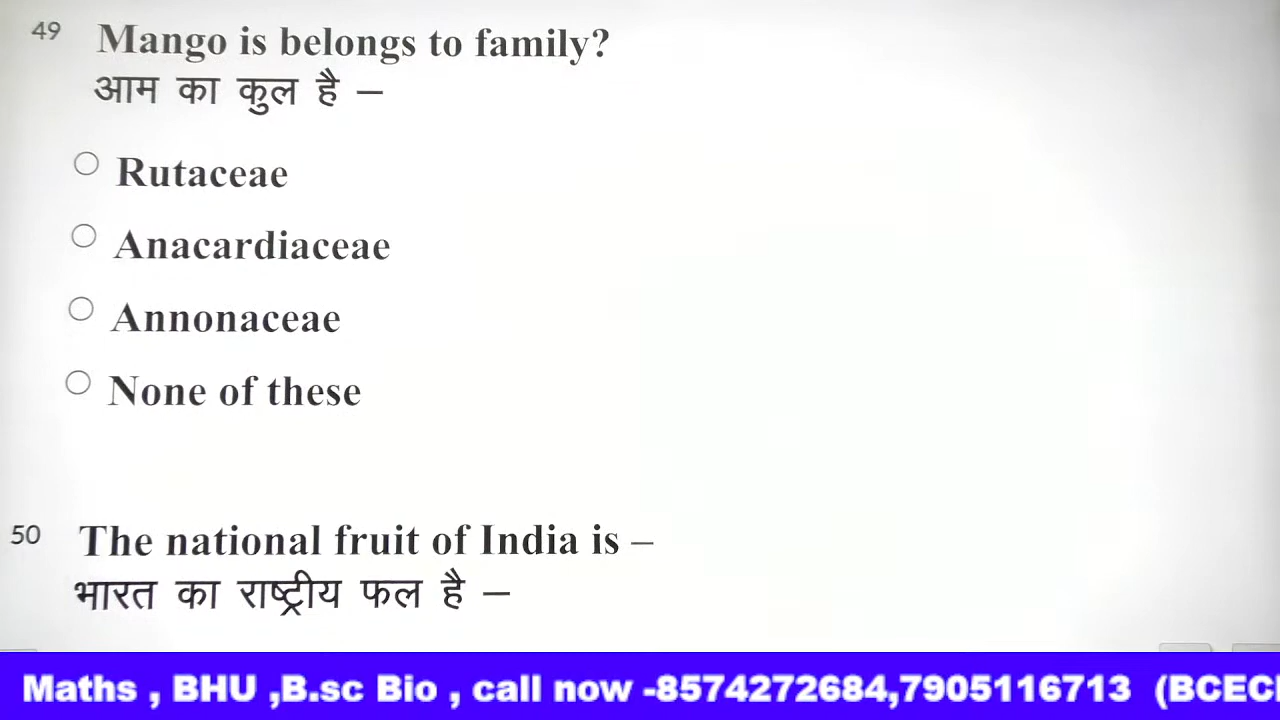 49 Mango is belongs to family?
आम का कुल है –
Rutaceae
Anacardiaceae
Annonaceae
None of these
50 The national fruit of India is –
भारत का राष्ट्रीय फल है –
Maths , BHU ,B.sc Bio , call now -8574272684,7905116713 (BCEC